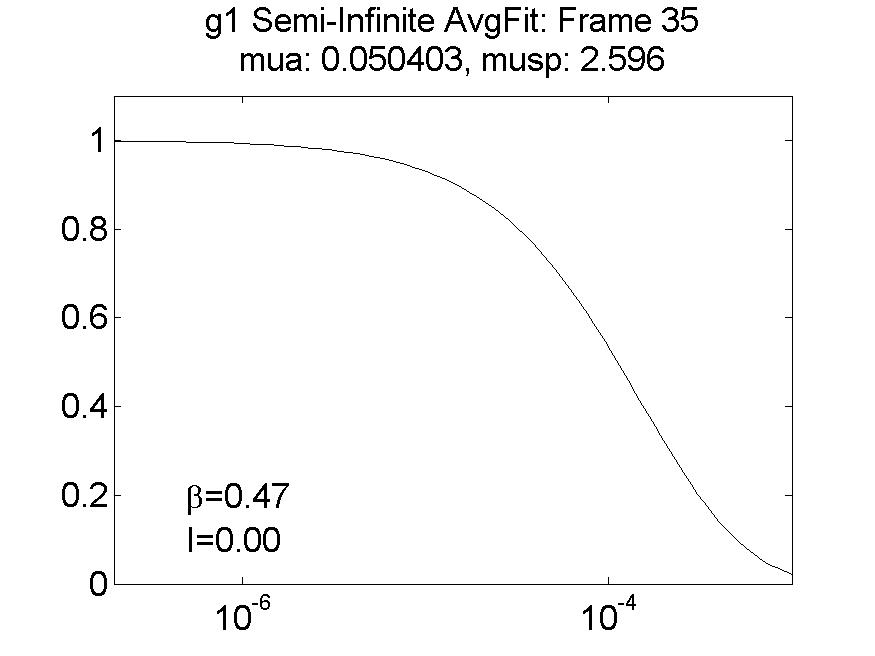 g1 Semi-Infinite AvgFit: Frame 35
mua: 0.050403, musp: 2.596
1
0.8
0.6
0.4
0.2
0
β=0.47
I=0.00
10^-6
10^-4